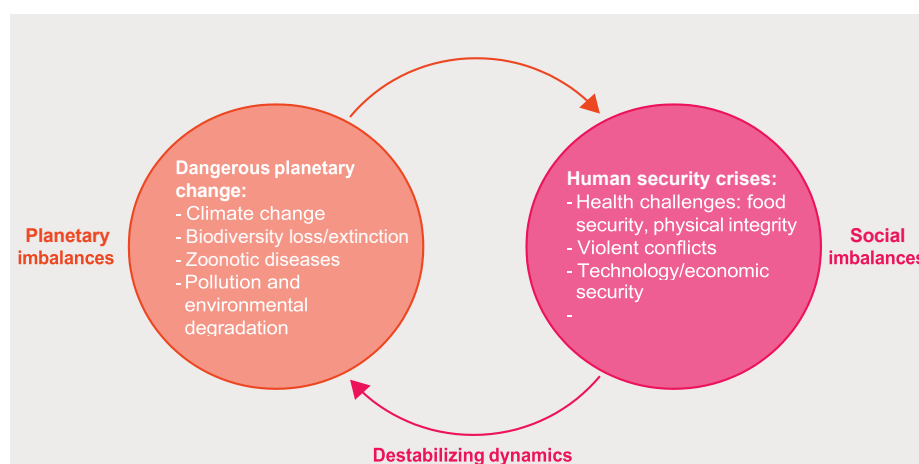 Planetary
imbalances
Dangerous planetary
change:
- Climate change
- Biodiversity loss/extinction
- Zoonotic diseases
- Pollution and
environmental
degradation
Human security crises:
- Health challenges: food
security, physical integrity
- Violent conflicts
- Technology/economic
security
-
Social
imbalances
Destabilizing dynamics